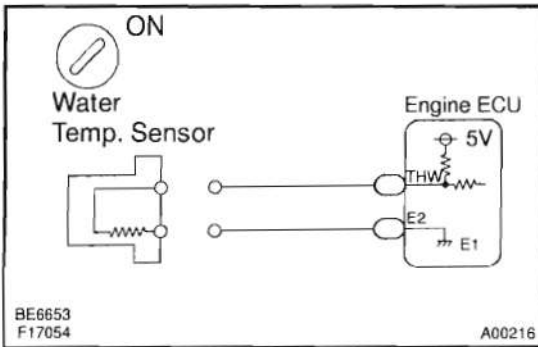 ON
Water
Temp. Sensor
Engine ECU
5V
THW
E2
E1
BE6653
F17054
A00216